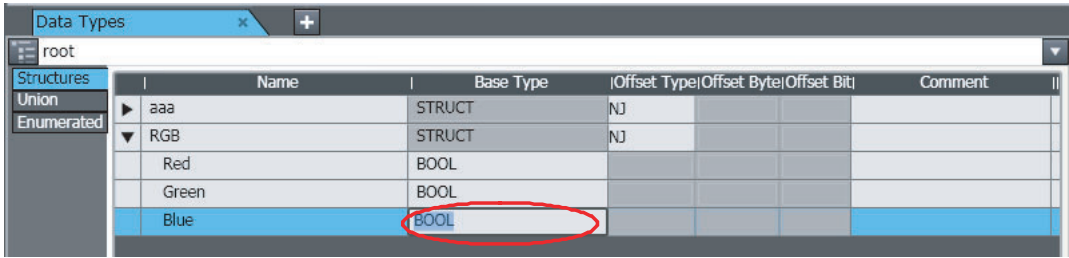 Data Types × +
root
Structures
Union
Enumerated
Name Base Type Offset Type Offset Byte Offset Bit Comment
aaa STRUCT NJ
RGB STRUCT NJ
Red BOOL
Green BOOL
Blue BOOL